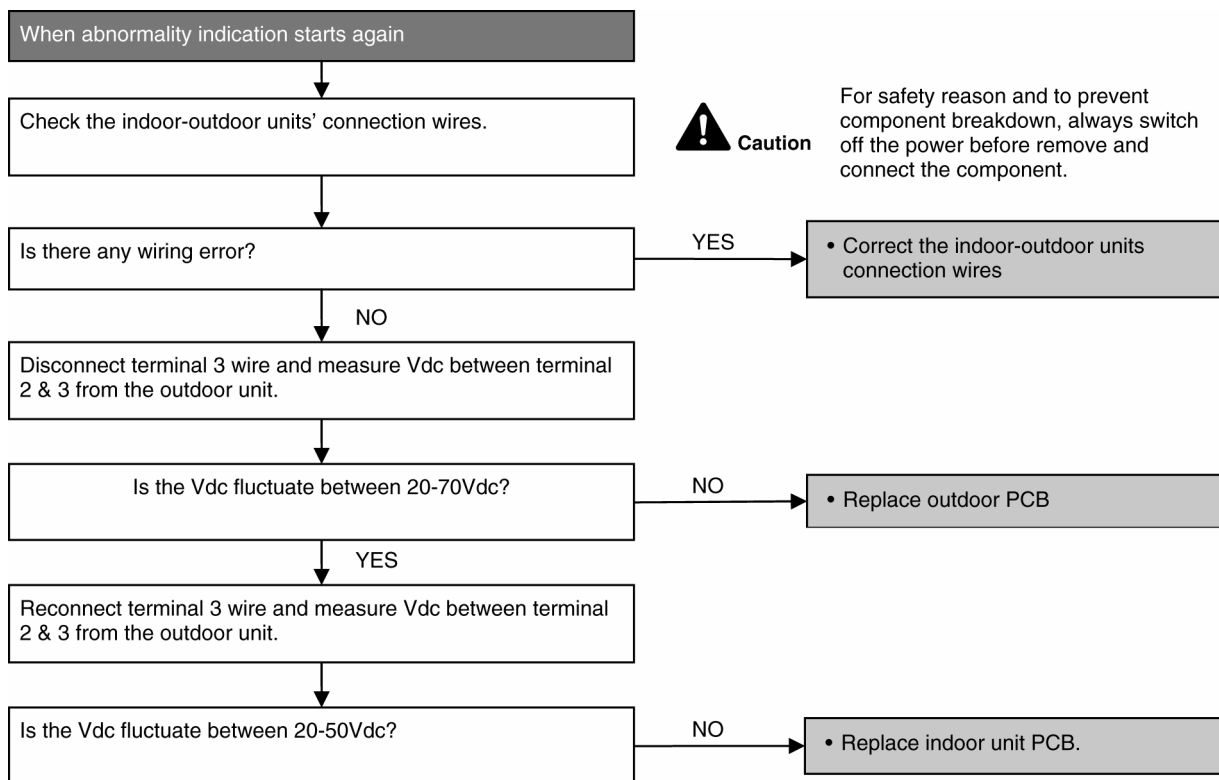 When abnormality indication starts again
Check the indoor-outdoor units' connection wires.
Caution
For safety reason and to prevent
component breakdown, always switch
off the power before remove and
connect the component.
Is there any wiring error?
YES
• Correct the indoor-outdoor units
connection wires
NO
Disconnect terminal 3 wire and measure Vdc between terminal
2 & 3 from the outdoor unit.
Is the Vdc fluctuate between 20-70Vdc?
NO
• Replace outdoor PCB
YES
Reconnect terminal 3 wire and measure Vdc between terminal
2 & 3 from the outdoor unit.
Is the Vdc fluctuate between 20-50Vdc?
NO
• Replace indoor unit PCB.